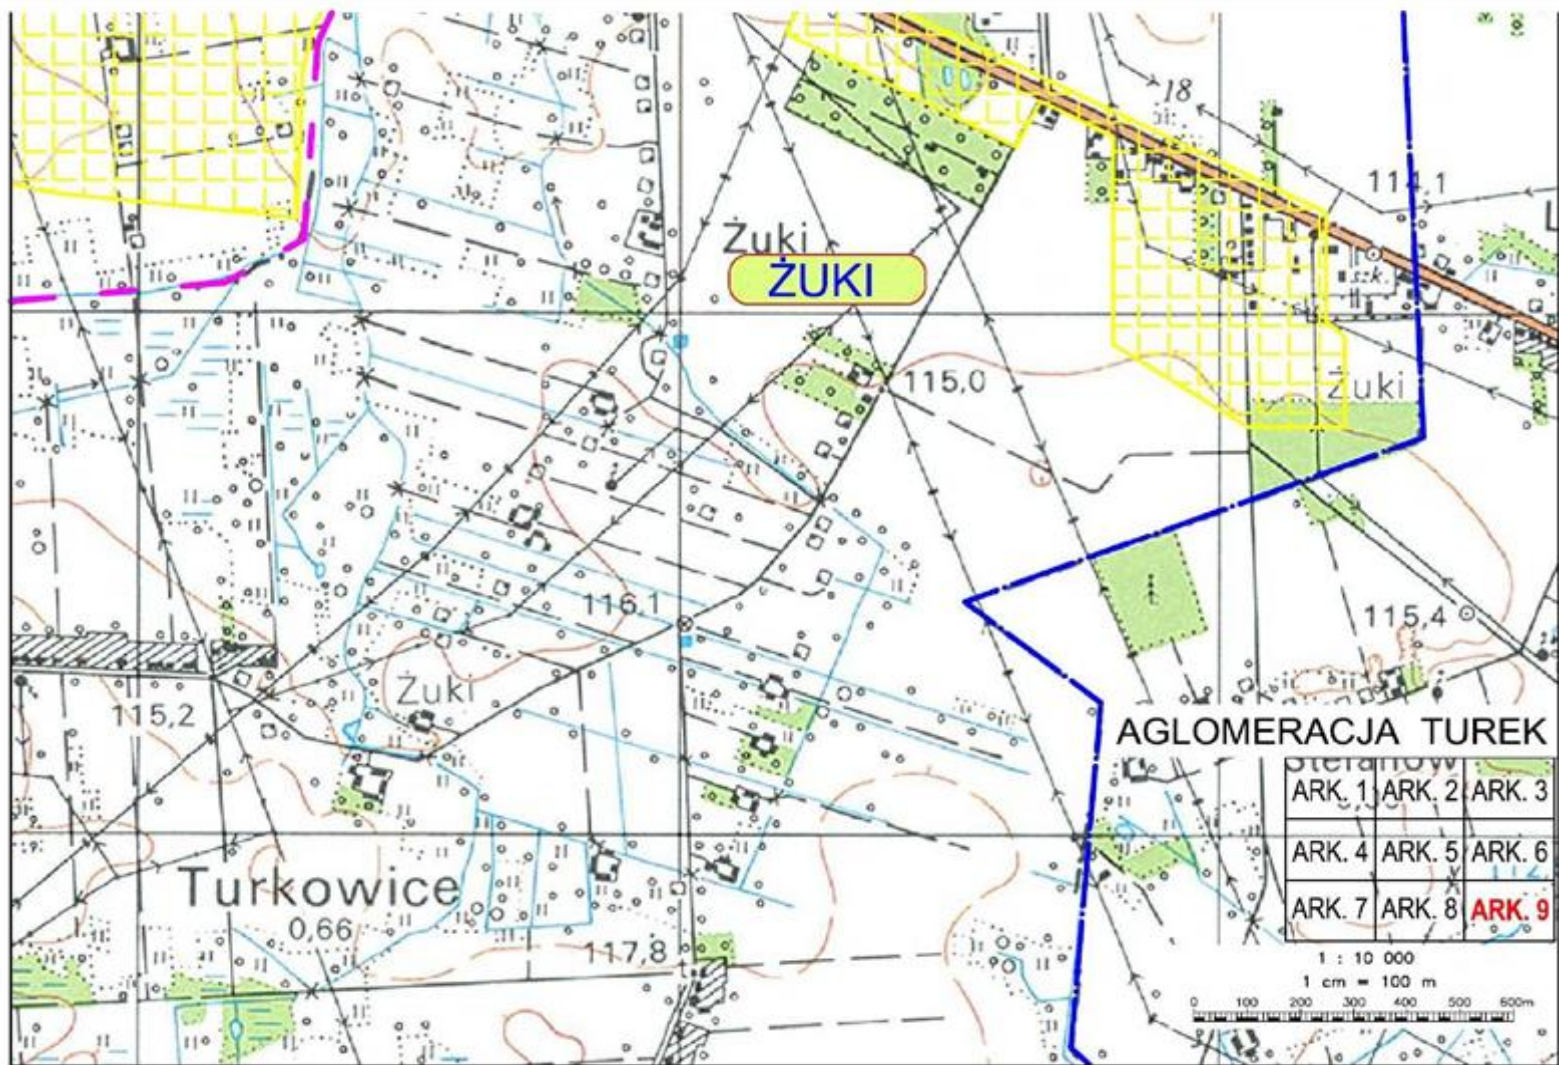 18
111,1
Żuki
ŻUKI
szk.
115,0
Żuki
116,1
115,4
Żuki
115,2
AGLOMERACJA TUREK
Stefanów
ARK. 1 ARK. 2 ARK. 3
ARK. 4 ARK. 5 ARK. 6
ARK. 7 ARK. 8 ARK. 9
Turkowice
0,66
117,8
1 : 10 000
1 cm = 100 m
0 100 200 300 400 500 600m